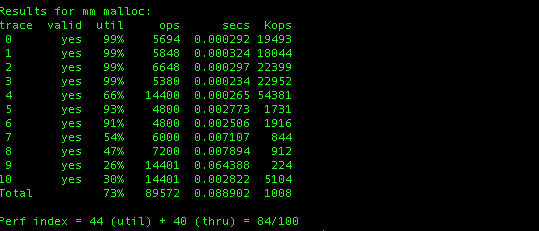 Results for mm malloc:
trace valid util ops secs Kops
0 yes 99% 5694 0.000292 19493
1 yes 99% 5848 0.000324 18044
2 yes 99% 6648 0.000297 22399
3 yes 99% 5380 0.000234 22952
4 yes 66% 14400 0.000265 54381
5 yes 93% 4800 0.002773 1731
6 yes 91% 4800 0.002506 1916
7 yes 54% 6000 0.007107 844
8 yes 47% 7200 0.007894 912
9 yes 26% 14401 0.064388 224
10 yes 30% 14401 0.002822 5104
Total 73% 89572 0.088902 1008
Perf index = 44 (util) + 40 (thru) = 84/100